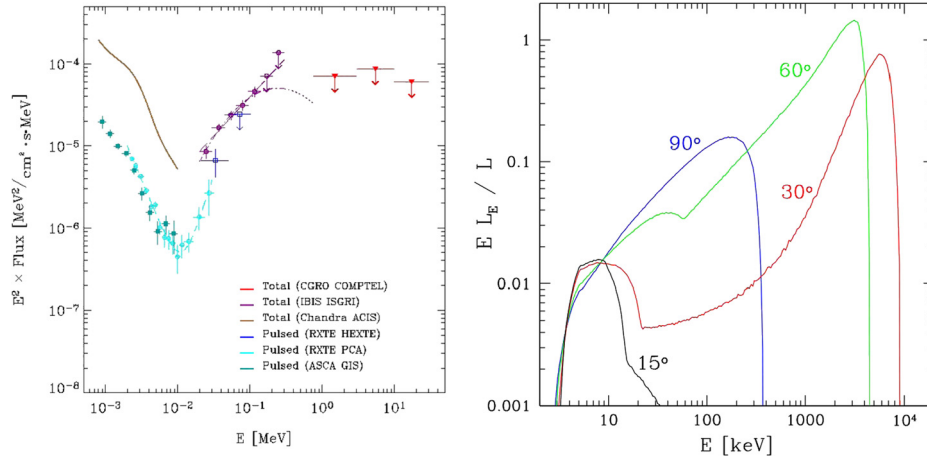 10⁻⁴
10⁻⁵
10⁻⁶
10⁻⁷
10⁻⁸
E² × Flux [MeV²/cm²·s·MeV]
Total (CGRO COMPTEL)
Total (IBIS ISGRI)
Total (Chandra ACIS)
Pulsed (RXTE HEXTE)
Pulsed (RXTE PCA)
Pulsed (ASCA GIS)
10⁻³ 10⁻² 10⁻¹ 10⁰ 10¹
E [MeV]
E L_E / L
1
0.1
0.01
0.001
60°
90°
30°
15°
10 100 1000 10⁴
E [keV]